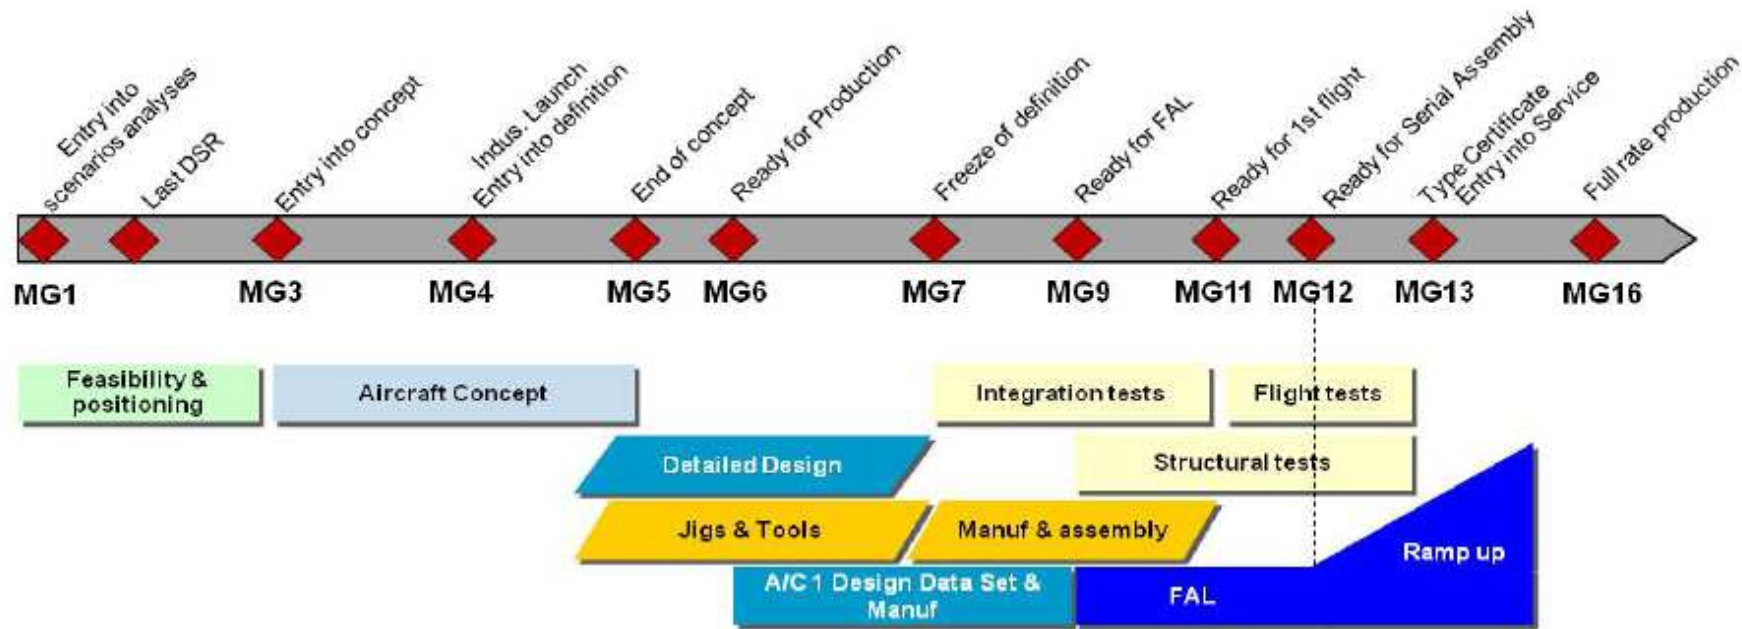 Entry into
scenarios analyses
Last DSR
Entry into concept
Indus. Launch
Entry into definition
End of concept
Ready for Production
Freeze of definition
Ready for FAL
Ready for 1st flight
Ready for Serial Assembly
Type Certificate
Entry into Service
Full rate production
MG1
MG3
MG4
MG5
MG6
MG7
MG9
MG11
MG12
MG13
MG16
Feasibility &
positioning
Aircraft Concept
Integration tests
Flight tests
Detailed Design
Structural tests
Jigs & Tools
Manuf & assembly
Ramp up
A/C 1 Design Data Set &
Manuf
FAL